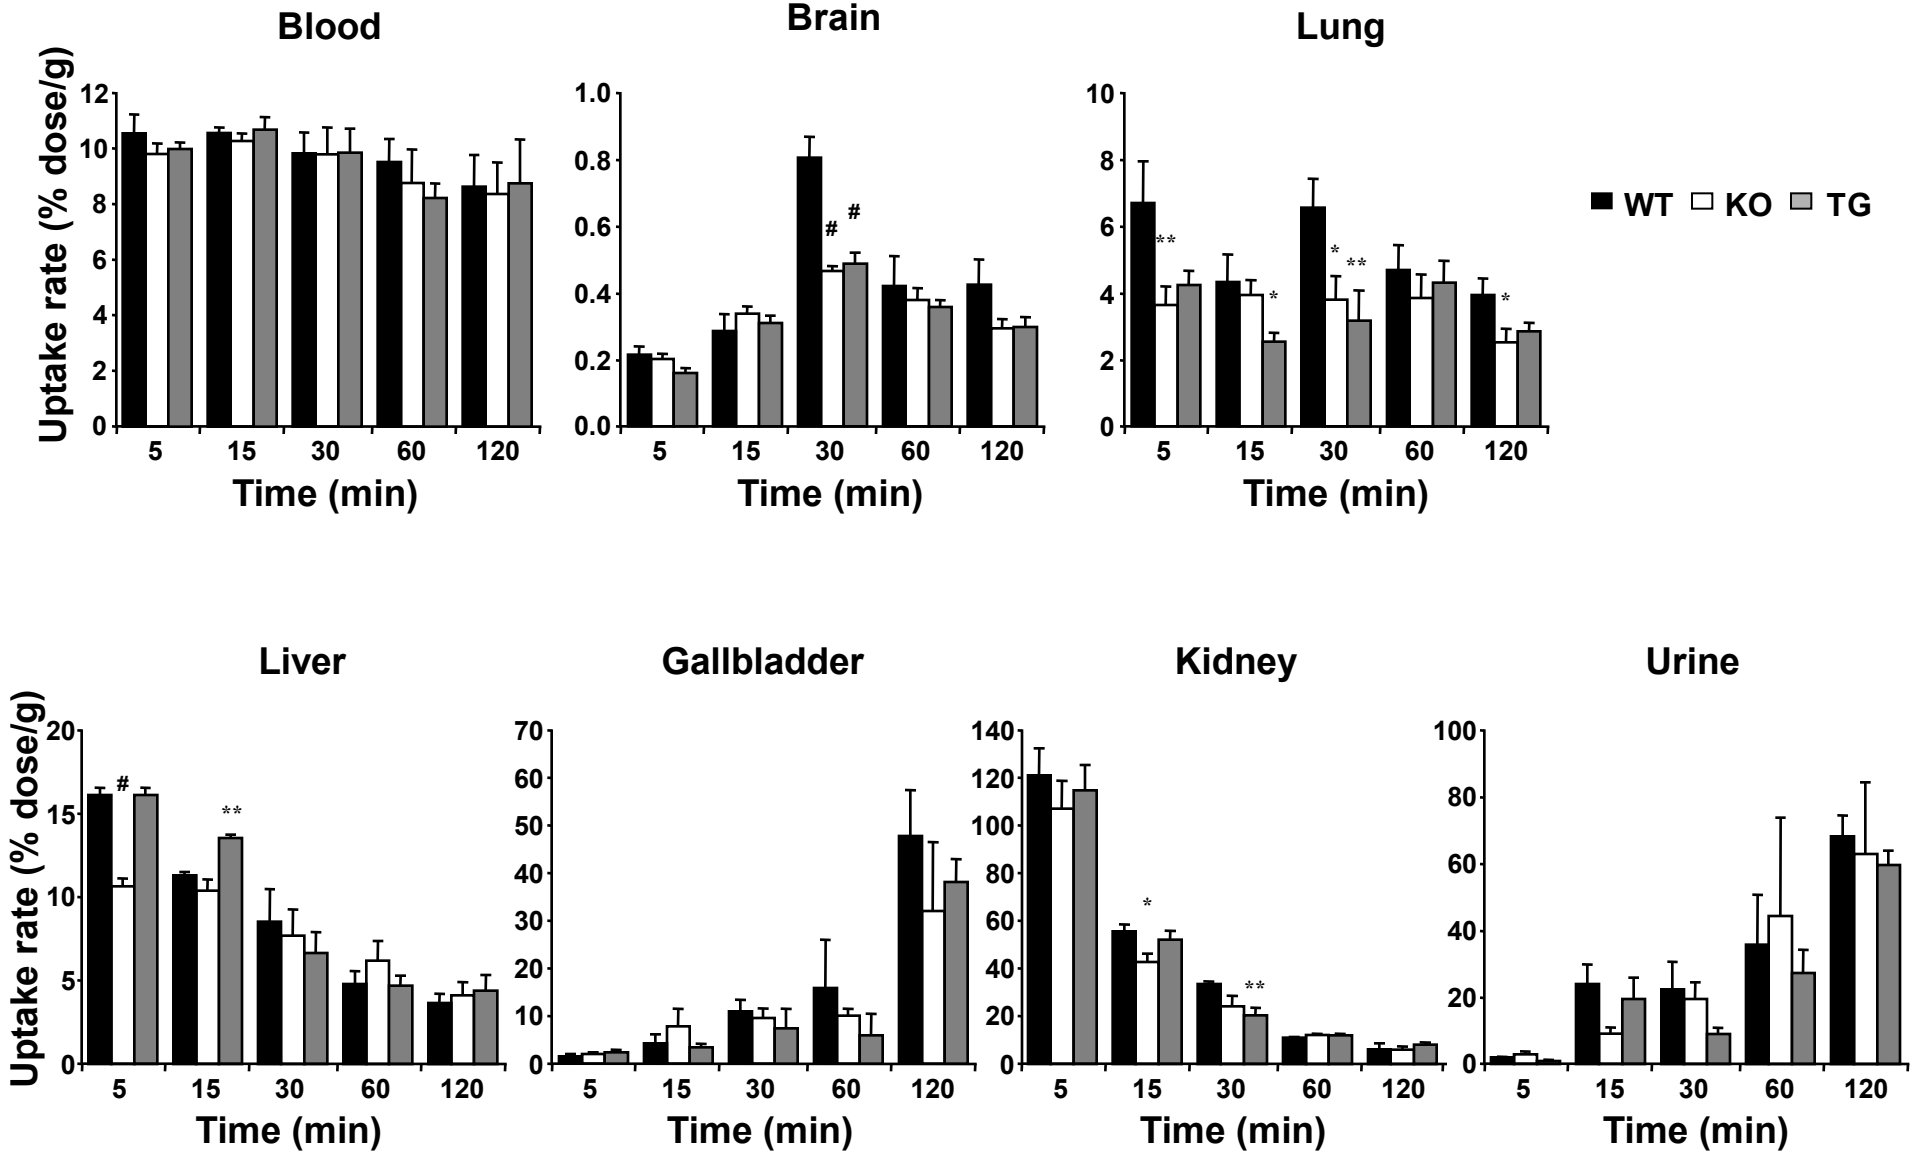 Blood
Brain
Lung
Uptake rate (% dose/g)
12
10
8
6
4
2
0
5 15 30 60 120
Time (min)
1.0
0.8
0.6
0.4
0.2
0.0
# #
5 15 30 60 120
Time (min)
10
8
6
4
2
0
** * * ** *
5 15 30 60 120
Time (min)
WT KO TG
Liver
Gallbladder
Kidney
Urine
Uptake rate (% dose/g)
20
15
10
5
0
# **
5 15 30 60 120
Time (min)
70
60
50
40
30
20
10
0
5 15 30 60 120
Time (min)
140
120
100
80
60
40
20
0
* **
5 15 30 60 120
Time (min)
100
80
60
40
20
0
5 15 30 60 120
Time (min)